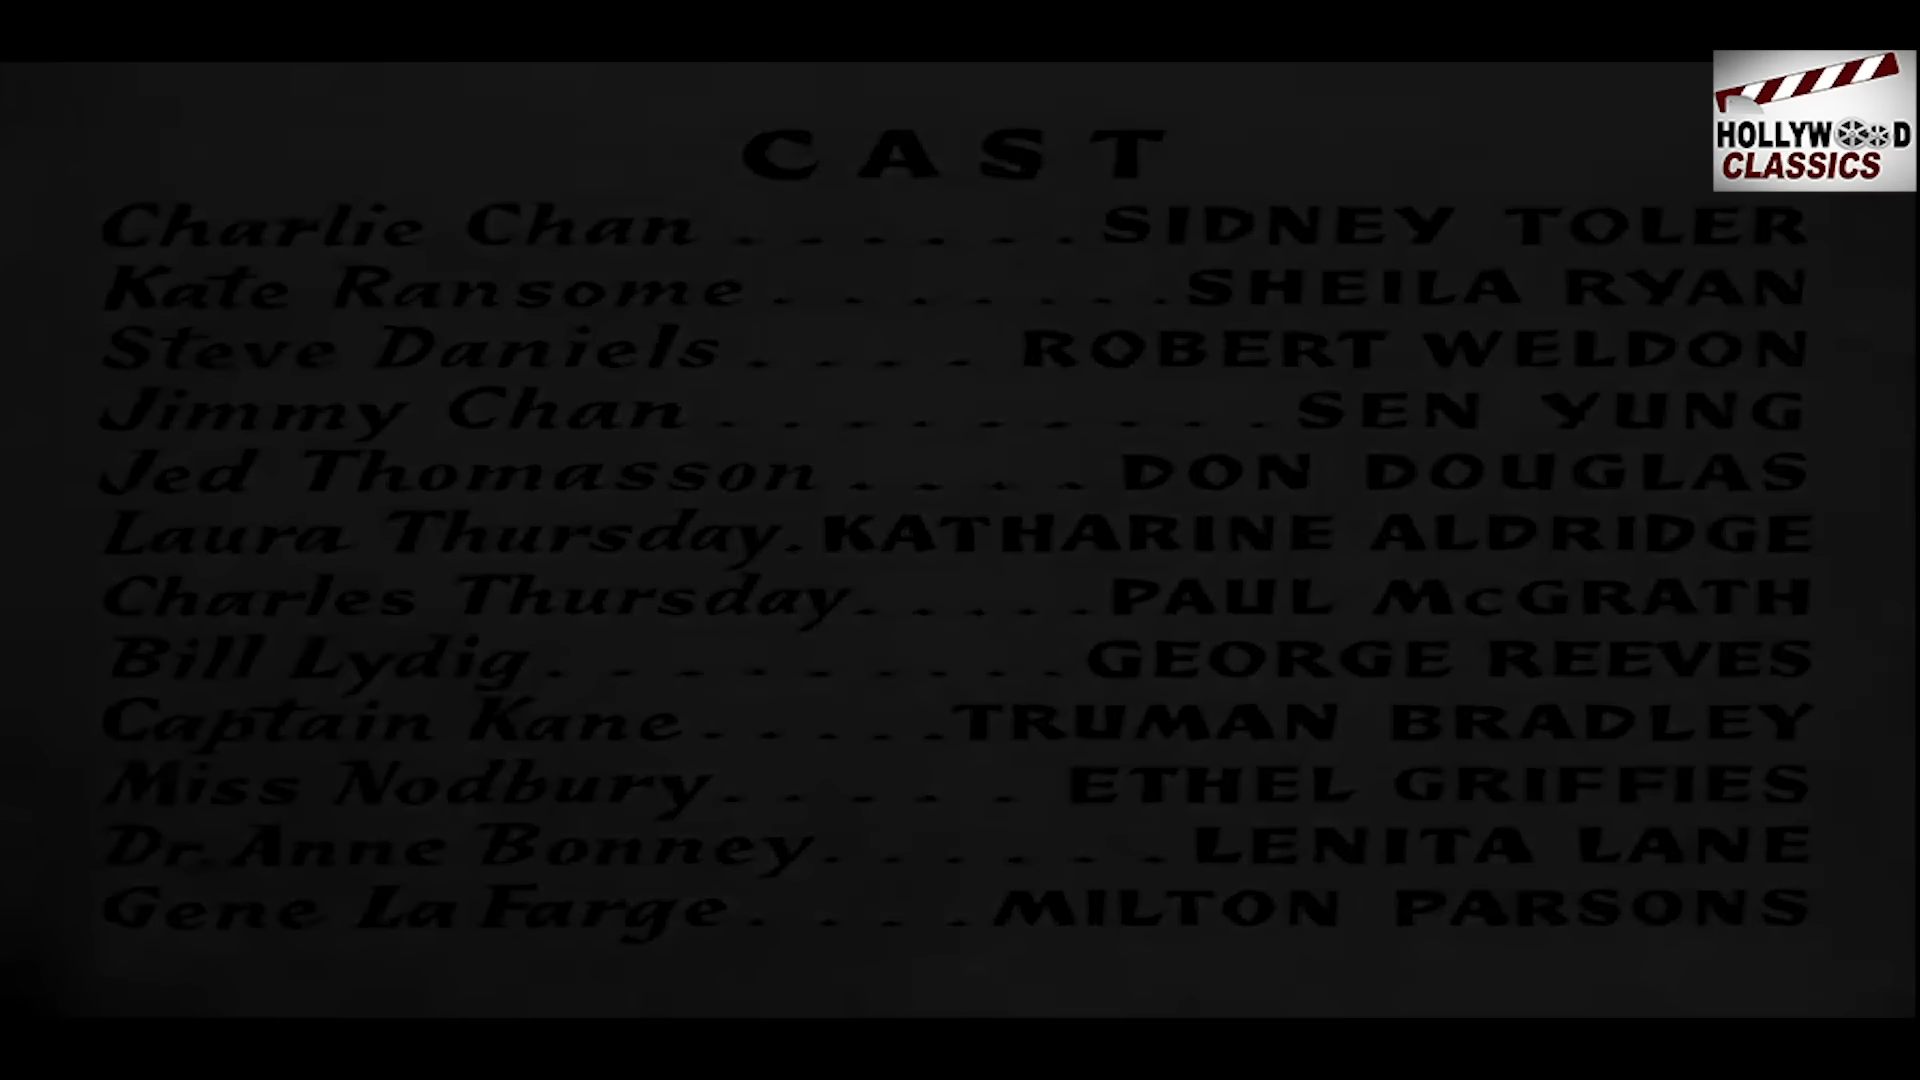 HOLLYWOOD
CLASSICS
CAST
Charlie Chan . . . . . . SIDNEY TOLER
Kate Ransome . . . . . . . SHEILA RYAN
Steve Daniels . . . . ROBERT WELDON
Jimmy Chan . . . . . . . . . SEN YUNG
Jed Thomasson . . . . DON DOUGLAS
Laura Thursday . KATHARINE ALDRIDGE
Charles Thursday . . . . . PAUL McGRATH
Bill Lydig . . . . . . . . . GEORGE REEVES
Captain Kane . . . . . TRUMAN BRADLEY
Miss Nodbury . . . . . ETHEL GRIFFIES
Dr. Anne Bonney . . . . . . LENITA LANE
Gene La Farge . . . . MILTON PARSONS